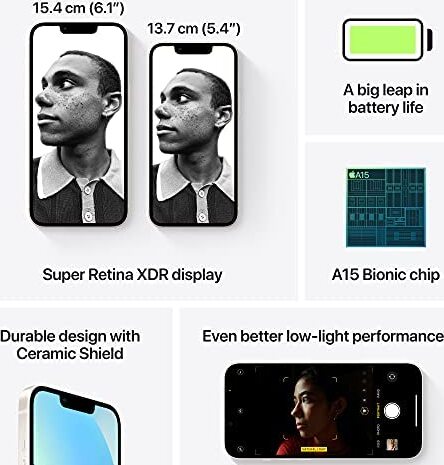 15.4 cm (6.1”)
13.7 cm (5.4”)
Super Retina XDR display
A big leap in
battery life
A15
A15 Bionic chip
Durable design with
Ceramic Shield
Even better low-light performance